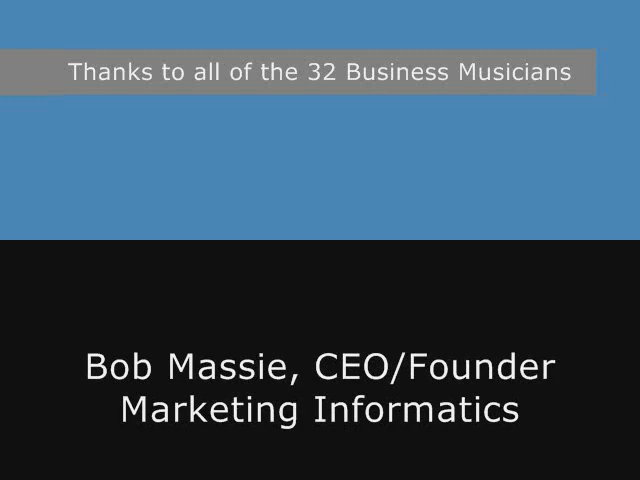 Thanks to all of the 32 Business Musicians
Bob Massie, CEO/Founder
Marketing Informatics